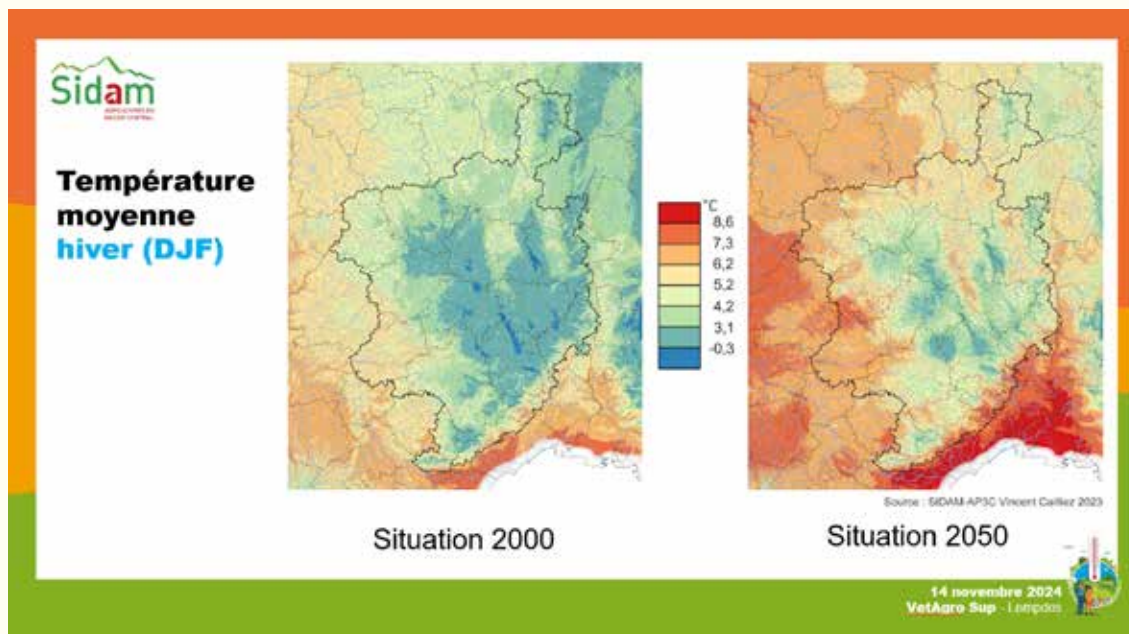 Sidam
Température
moyenne
hiver (DJF)
°C
8,6
7,3
6,2
5,2
4,2
3,1
-0,3
Source : SIDAM-AP3C Vincent Cailliez 2023
Situation 2000
Situation 2050
14 novembre 2024
VetAgro Sup - Lempdes